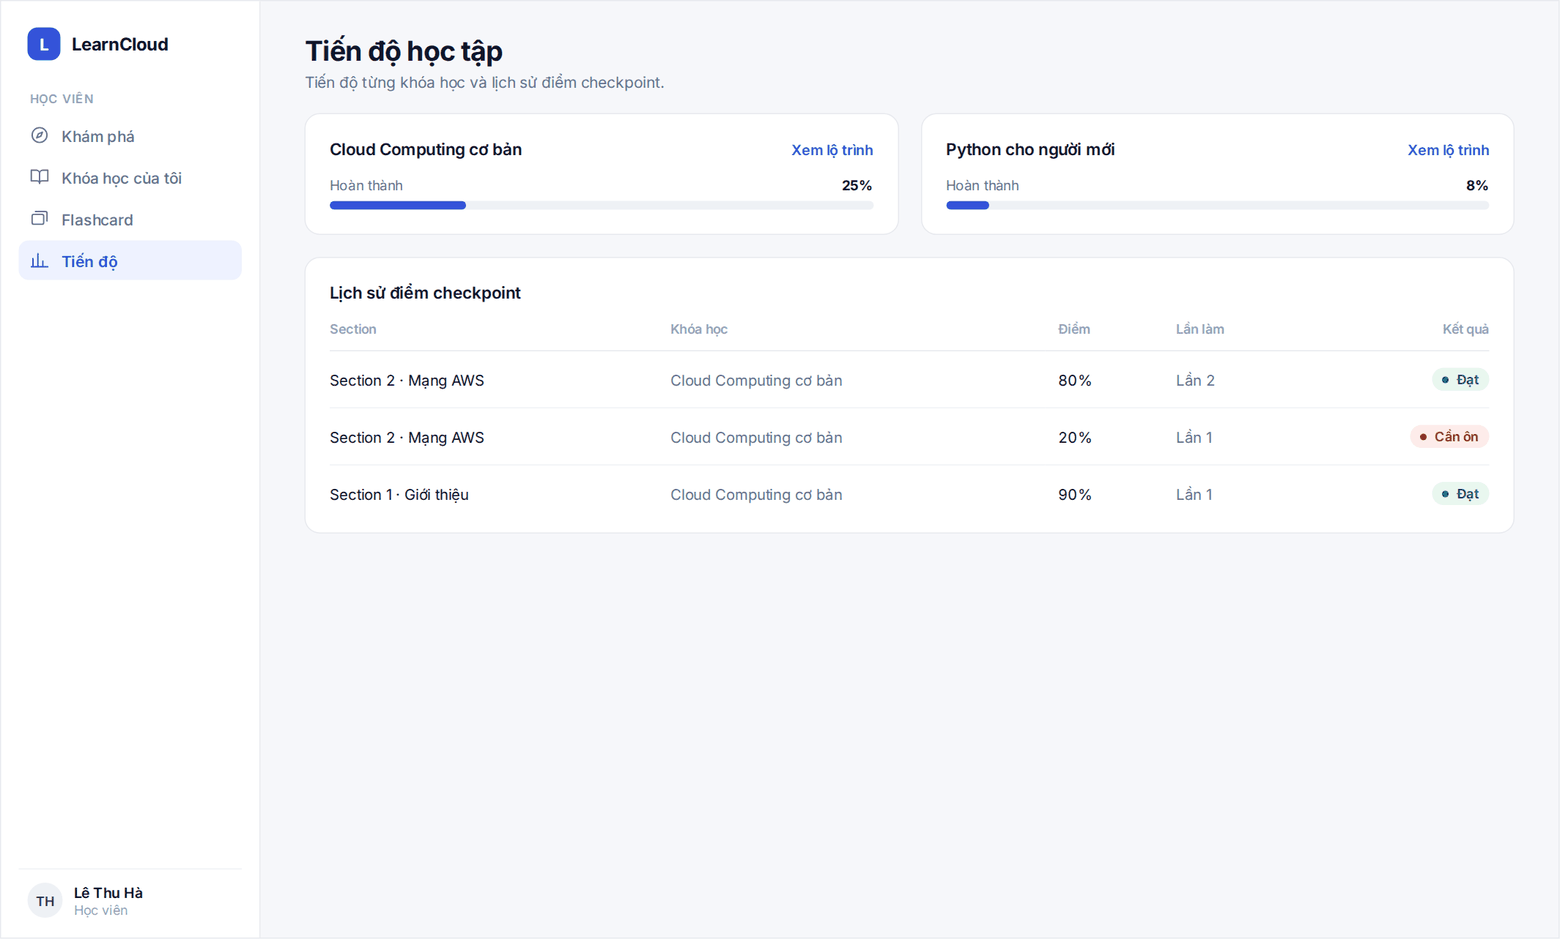 L LearnCloud
HỌC VIÊN
Khám phá
Khóa học của tôi
Flashcard
Tiến độ
TH
Lê Thu Hà
Học viên
Tiến độ học tập
Tiến độ từng khóa học và lịch sử điểm checkpoint.
Cloud Computing cơ bản Xem lộ trình
Hoàn thành 25%
Python cho người mới Xem lộ trình
Hoàn thành 8%
Lịch sử điểm checkpoint
Section Khóa học Điểm Lần làm Kết quả
Section 2 · Mạng AWS Cloud Computing cơ bản 80% Lần 2 Đạt
Section 2 · Mạng AWS Cloud Computing cơ bản 20% Lần 1 Cần ôn
Section 1 · Giới thiệu Cloud Computing cơ bản 90% Lần 1 Đạt